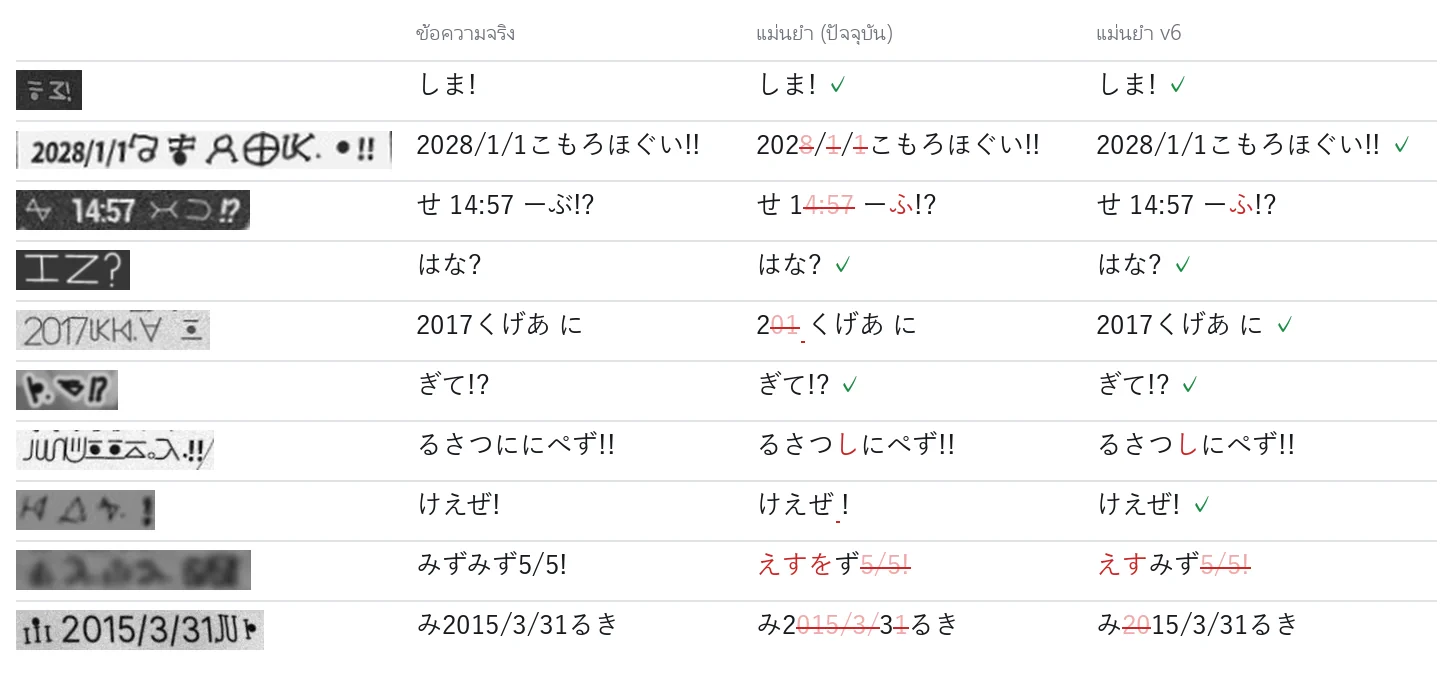 ข้อความจริง แม่นยำ (ปัจจุบัน) แม่นยำ v6
しま! しま! ✓ しま! ✓
2028/1/1こもろほぐい!! 2028/1/1こもろほぐい!! 2028/1/1こもろほぐい!! ✓
14:57 !? せ 14:57 ーぶ!? せ 14:57 ーふ!? せ 14:57 ーふ!?
はな? はな? ✓ はな? ✓
2017 2017くげあ に 201 くげあ に 2017くげあ に ✓
!? ぎて!? ぎて!? ✓ ぎて!? ✓
!! るさつににぺず!! るさつしにぺず!! るさつしにぺず!!
! けえぜ! けえぜ ! けえぜ! ✓
みずみず5/5! えすをず5/5! えすみず5/5!
2015/3/31 み2015/3/31るき み2015/3/31るき み2015/3/31るき